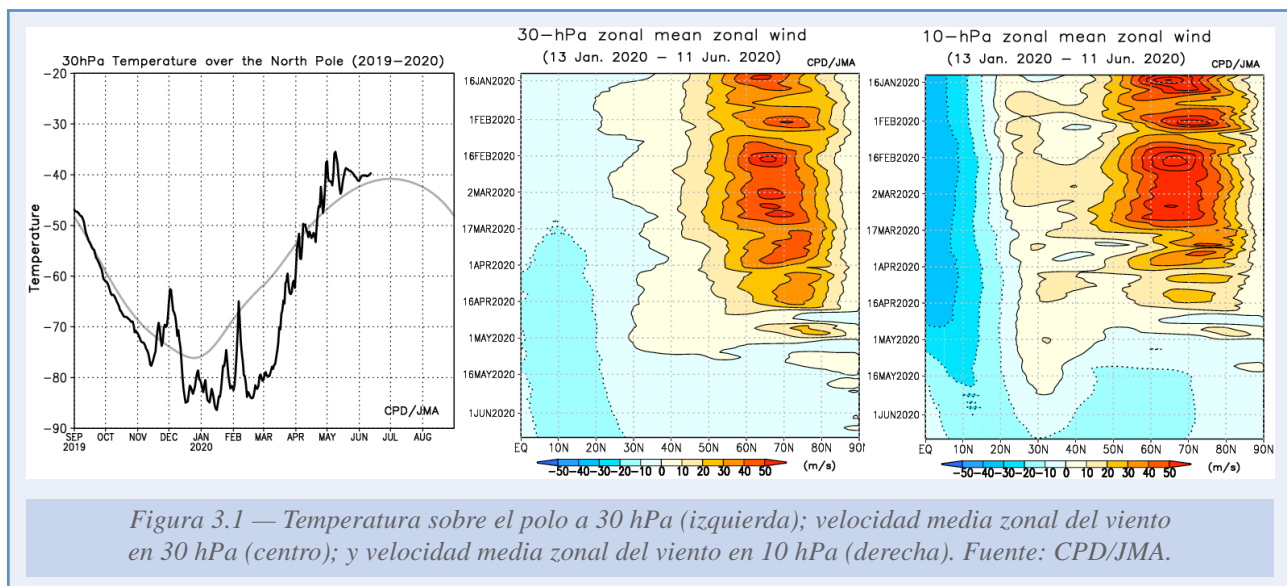 30hPa Temperature over the North Pole (2019−2020)
−20
−30
−40
−50
−60
−70
−80
−90
Temperature
CPD/JMA
SEP OCT NOV DEC JAN FEB MAR APR MAY JUN JUL AUG
2019 2020
30−hPa zonal mean zonal wind
(13 Jan. 2020 − 11 Jun. 2020) CPD/JMA
16JAN2020
1FEB2020
16FEB2020
2MAR2020
17MAR2020
1APR2020
16APR2020
1MAY2020
16MAY2020
1JUN2020
EQ 10N 20N 30N 40N 50N 60N 70N 80N 90N
−50−40−30−20−10 0 10 20 30 40 50 (m/s)
10−hPa zonal mean zonal wind
(13 Jan. 2020 − 11 Jun. 2020) CPD/JMA
16JAN2020
1FEB2020
16FEB2020
2MAR2020
17MAR2020
1APR2020
16APR2020
1MAY2020
16MAY2020
1JUN2020
EQ 10N 20N 30N 40N 50N 60N 70N 80N 90N
−50−40−30−20−10 0 10 20 30 40 50 (m/s)
Figura 3.1 — Temperatura sobre el polo a 30 hPa (izquierda); velocidad media zonal del viento
en 30 hPa (centro); y velocidad media zonal del viento en 10 hPa (derecha). Fuente: CPD/JMA.